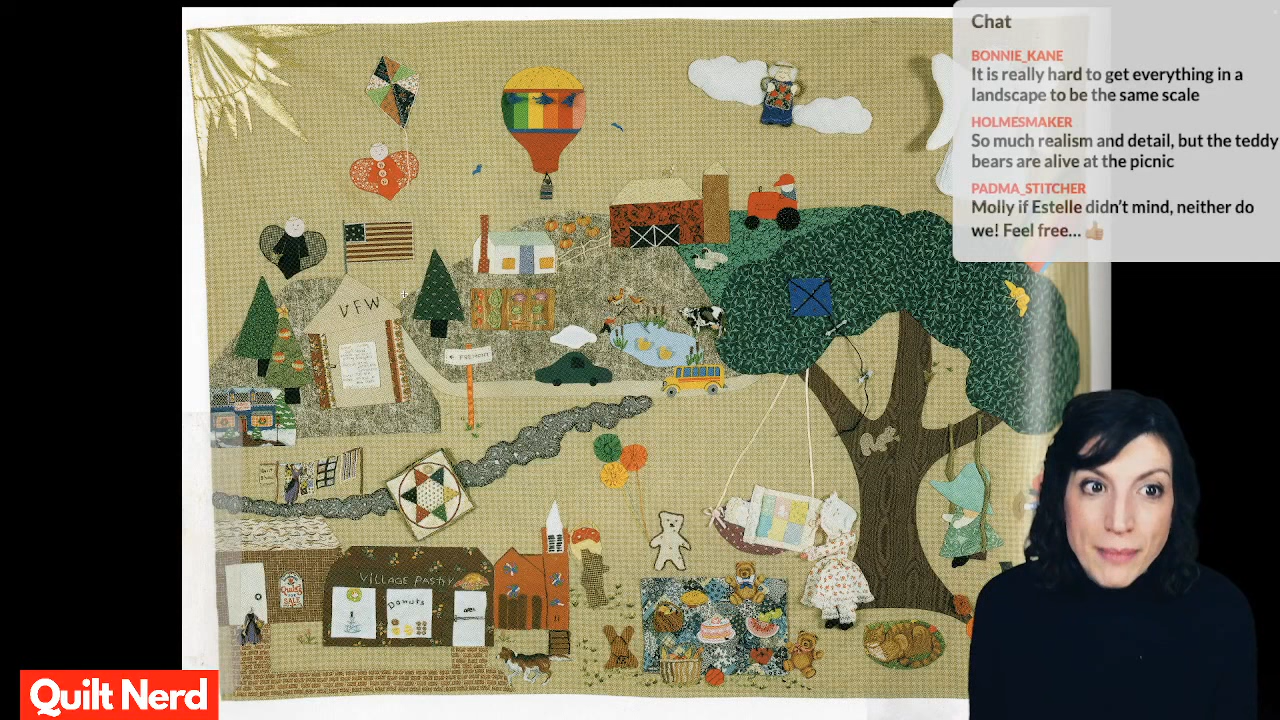 Chat
BONNIE_KANE
It is really hard to get everything in a
landscape to be the same scale
HOLMESMAKER
So much realism and detail, but the teddy
bears are alive at the picnic
PADMA_STITCHER
Molly if Estelle didn't mind, neither do
we! Feel free... 👍🏽
VFW
FREMONT
VILLAGE PASTRY
Donuts
QUILTS
SALE
Quilt Nerd